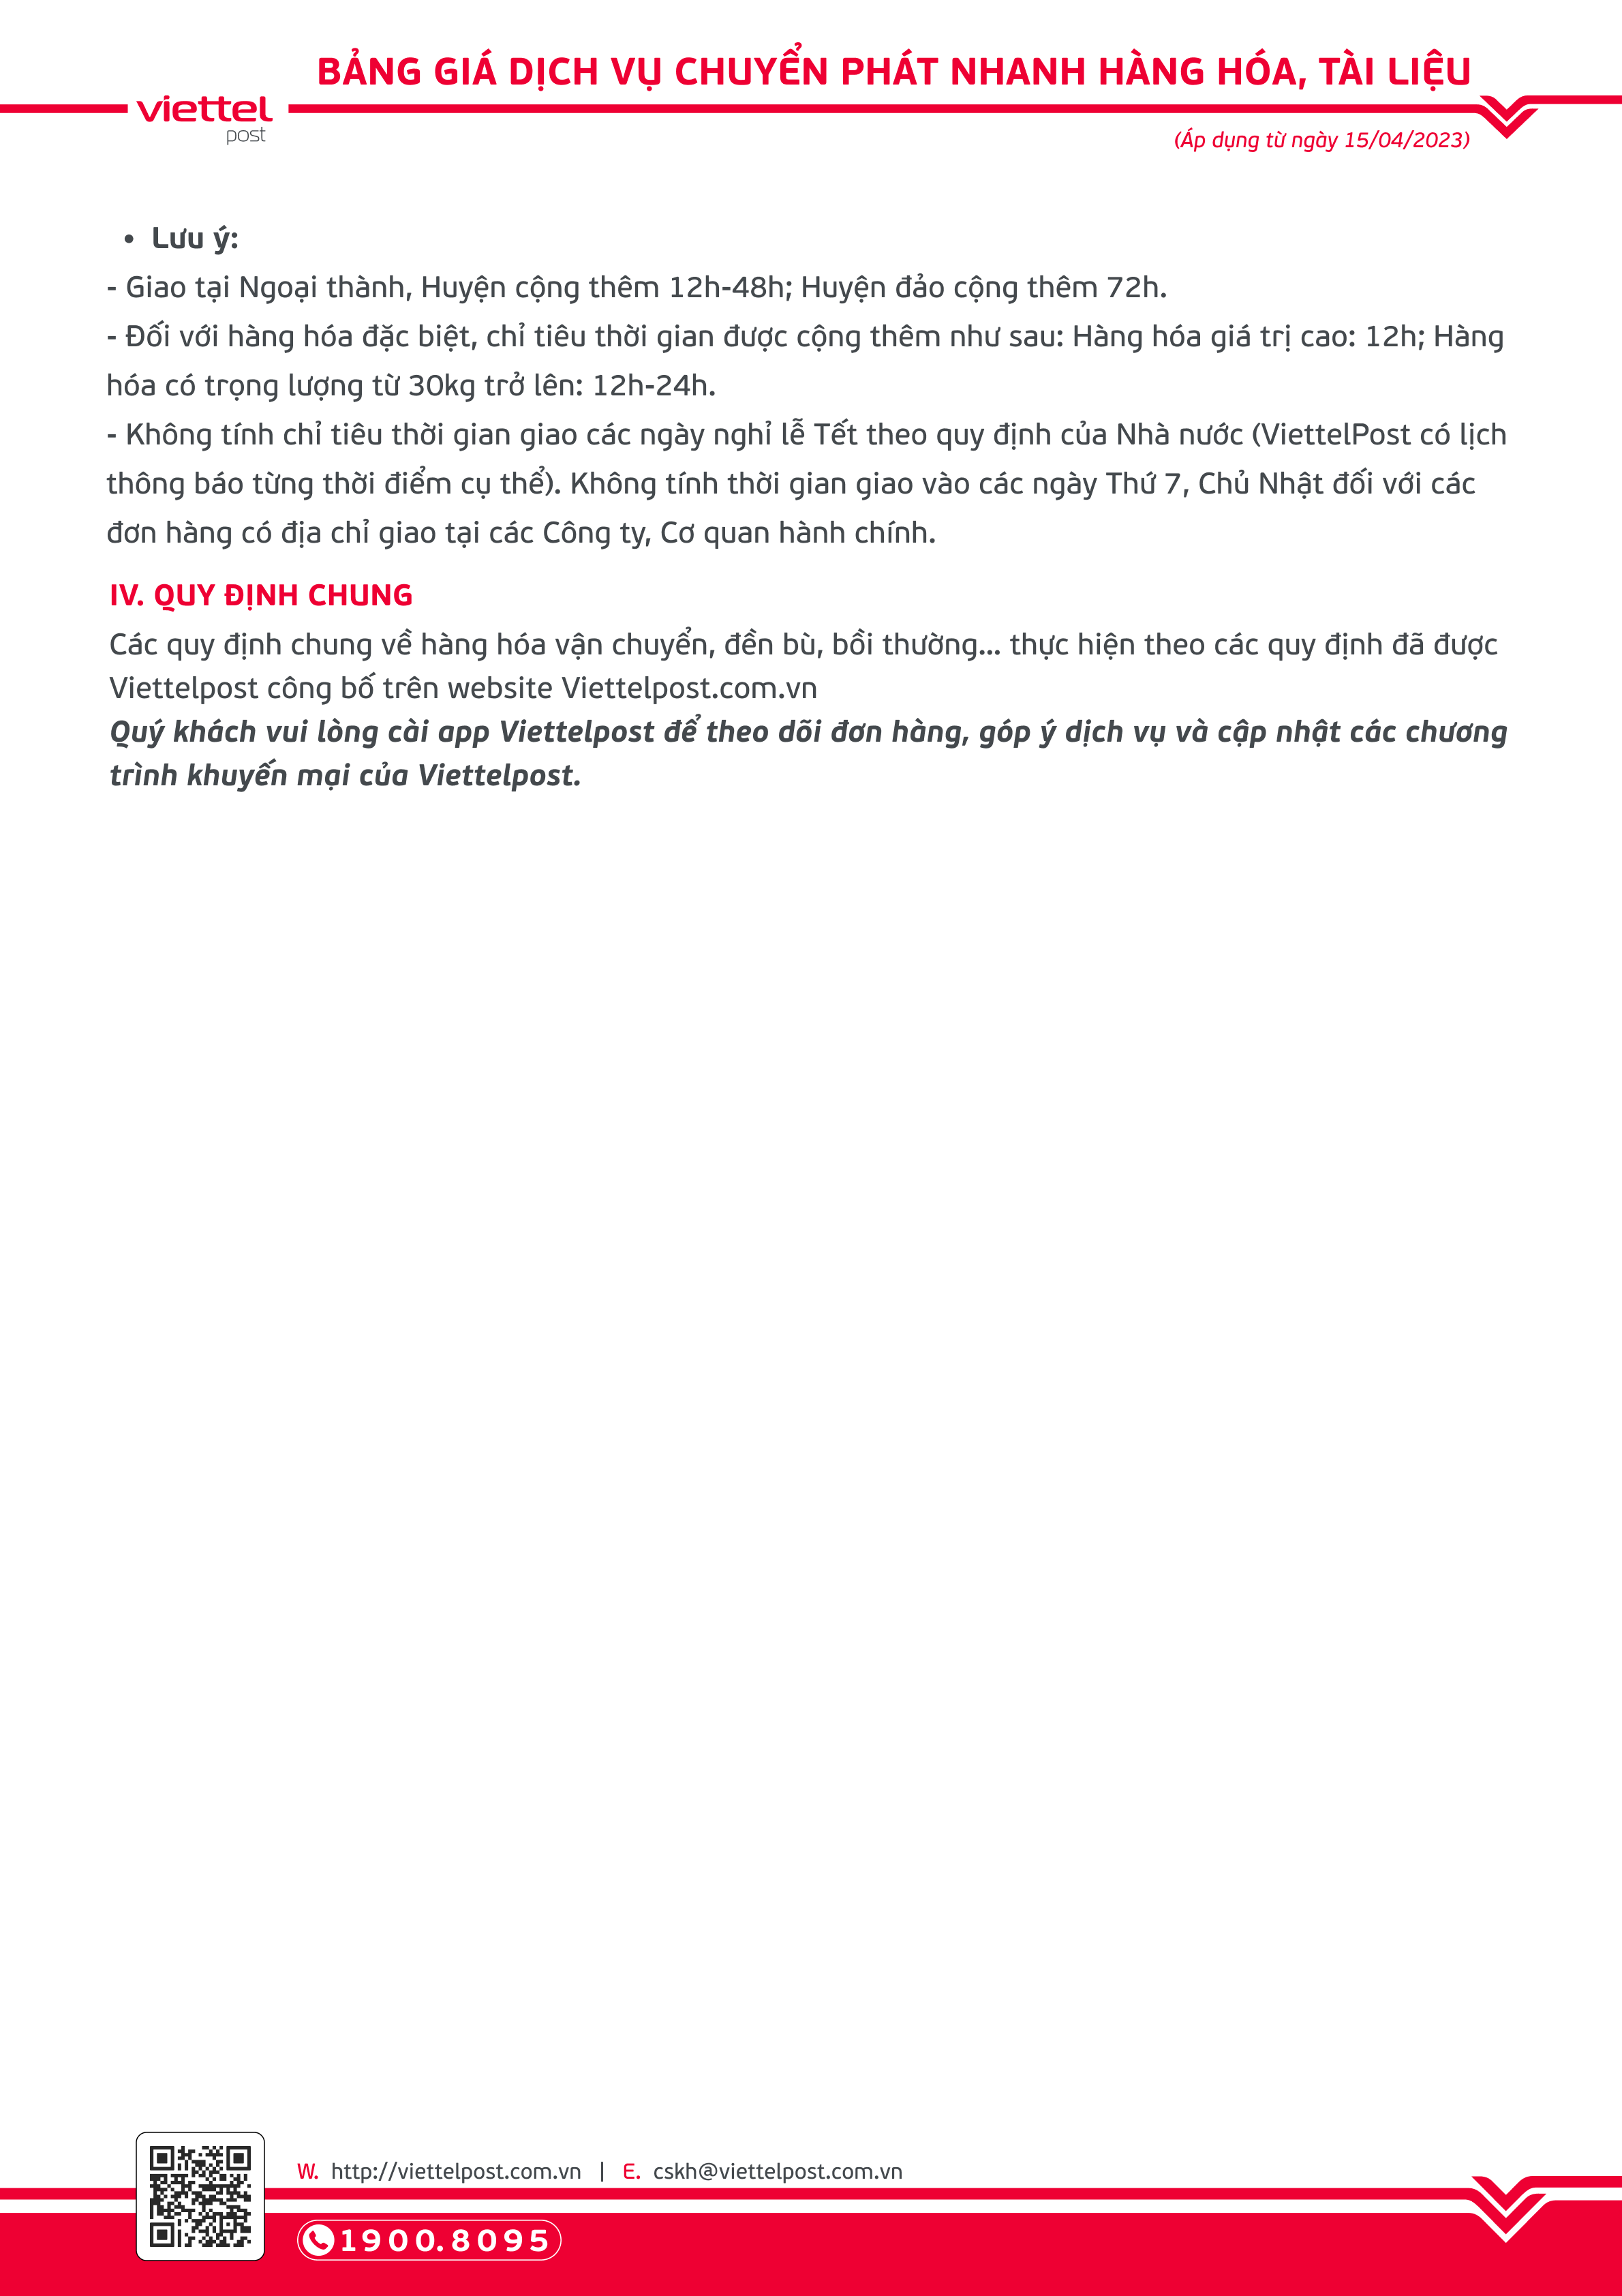 BẢNG GIÁ DỊCH VỤ CHUYỂN PHÁT NHANH HÀNG HÓA, TÀI LIỆU
viettel
post
(Áp dụng từ ngày 15/04/2023)
• Lưu ý:
- Giao tại Ngoại thành, Huyện cộng thêm 12h-48h; Huyện đảo cộng thêm 72h.
- Đối với hàng hóa đặc biệt, chỉ tiêu thời gian được cộng thêm như sau: Hàng hóa giá trị cao: 12h; Hàng
hóa có trọng lượng từ 30kg trở lên: 12h-24h.
- Không tính chỉ tiêu thời gian giao các ngày nghỉ lễ Tết theo quy định của Nhà nước (ViettelPost có lịch
thông báo từng thời điểm cụ thể). Không tính thời gian giao vào các ngày Thứ 7, Chủ Nhật đối với các
đơn hàng có địa chỉ giao tại các Công ty, Cơ quan hành chính.
IV. QUY ĐỊNH CHUNG
Các quy định chung về hàng hóa vận chuyển, đền bù, bồi thường... thực hiện theo các quy định đã được
Viettelpost công bố trên website Viettelpost.com.vn
Quý khách vui lòng cài app Viettelpost để theo dõi đơn hàng, góp ý dịch vụ và cập nhật các chương
trình khuyến mại của Viettelpost.
W. http://viettelpost.com.vn | E. cskh@viettelpost.com.vn
1900.8095